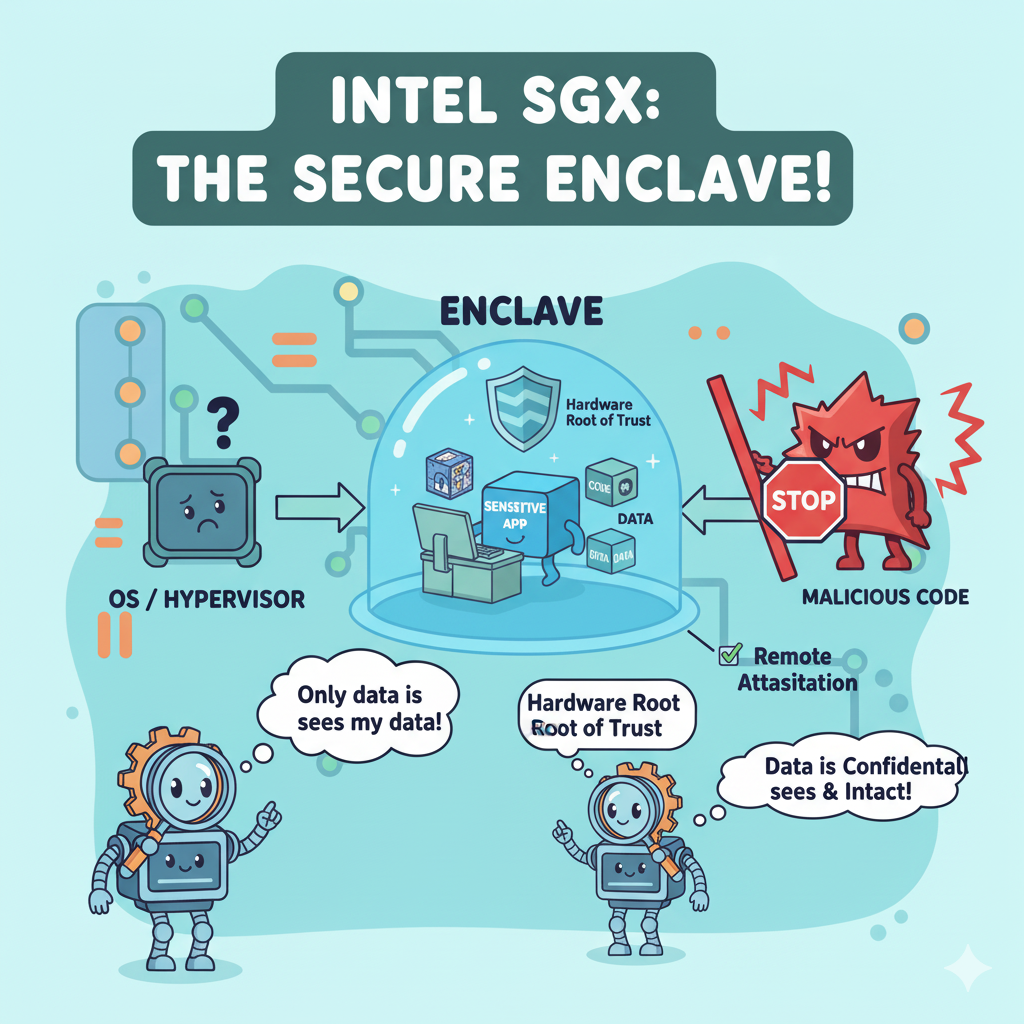 INTEL SGX:
THE SECURE ENCLAVE!
ENCLAVE
Hardware
Root of Trust
?
SENSITIVE
APP
CODE
DATA
DATA
OS / HYPERVISOR
STOP
MALICIOUS CODE
Remote
Attasitation
Only data is
sees my data!
Hardware Root
Root of Trust
Data is Confidentall
sees & Intact!